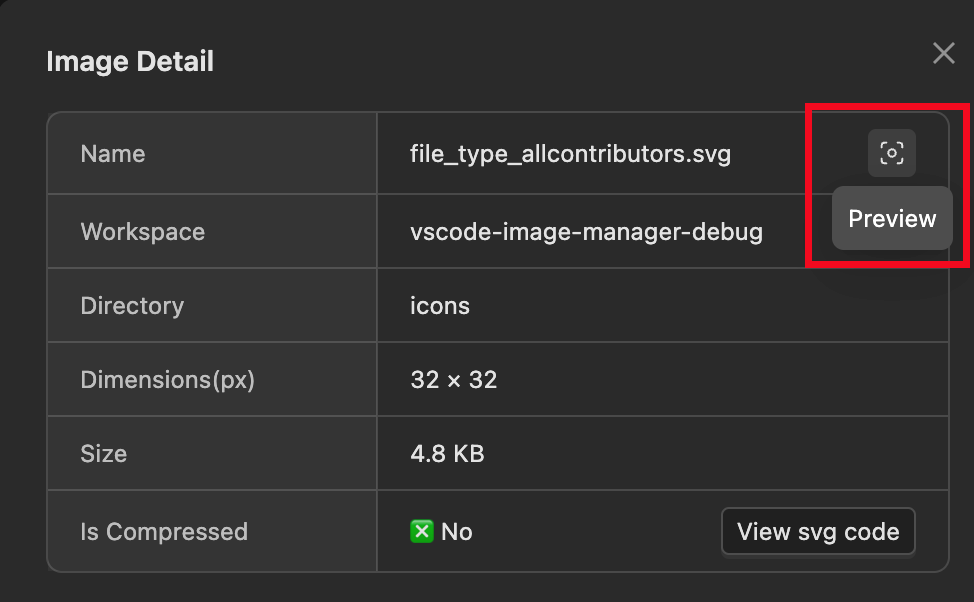 Image Detail
Name file_type_allcontributors.svg
Preview
Workspace vscode-image-manager-debug
Directory icons
Dimensions(px) 32 × 32
Size 4.8 KB
Is Compressed ❎ No View svg code